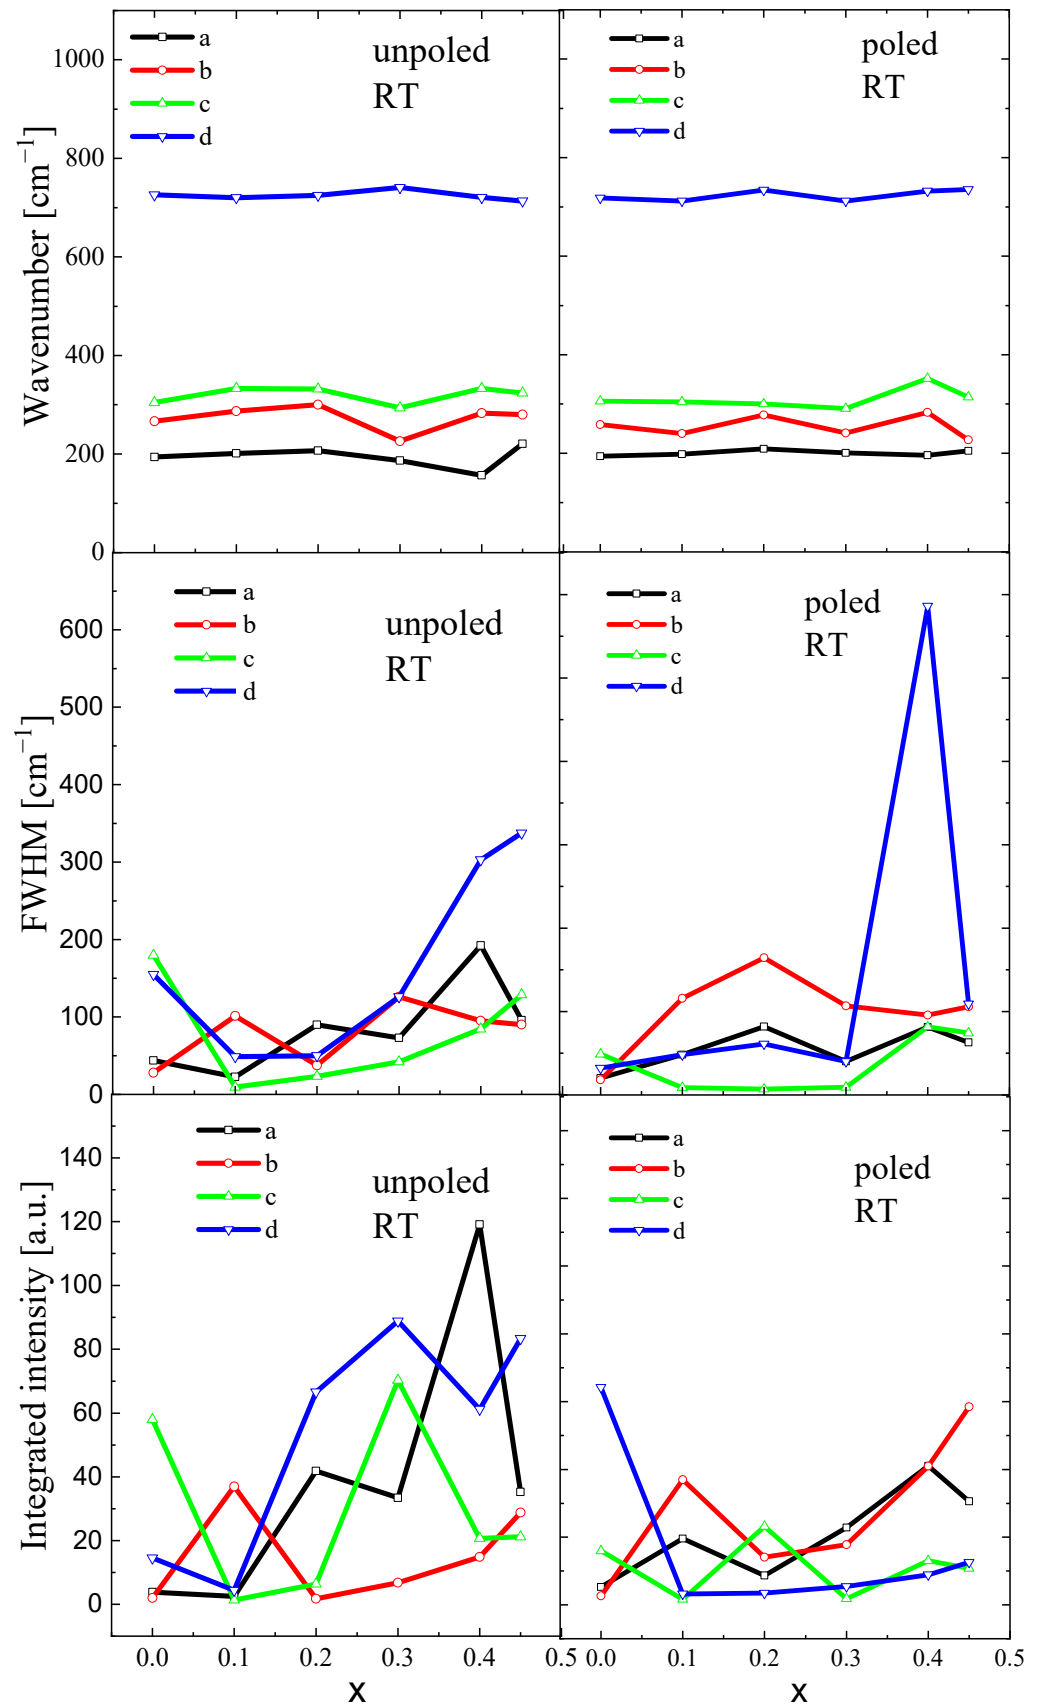 a
b
c
d
unpoled
RT
a
b
c
d
poled
RT
Wavenumber [cm−1]
1000
800
600
400
200
0
a
b
c
d
unpoled
RT
a
b
c
d
poled
RT
FWHM [cm−1]
600
500
400
300
200
100
0
a
b
c
d
unpoled
RT
a
b
c
d
poled
RT
Integrated intensity [a.u.]
140
120
100
80
60
40
20
0
0.0 0.1 0.2 0.3 0.4 0.5 0.0 0.1 0.2 0.3 0.4 0.5
x x